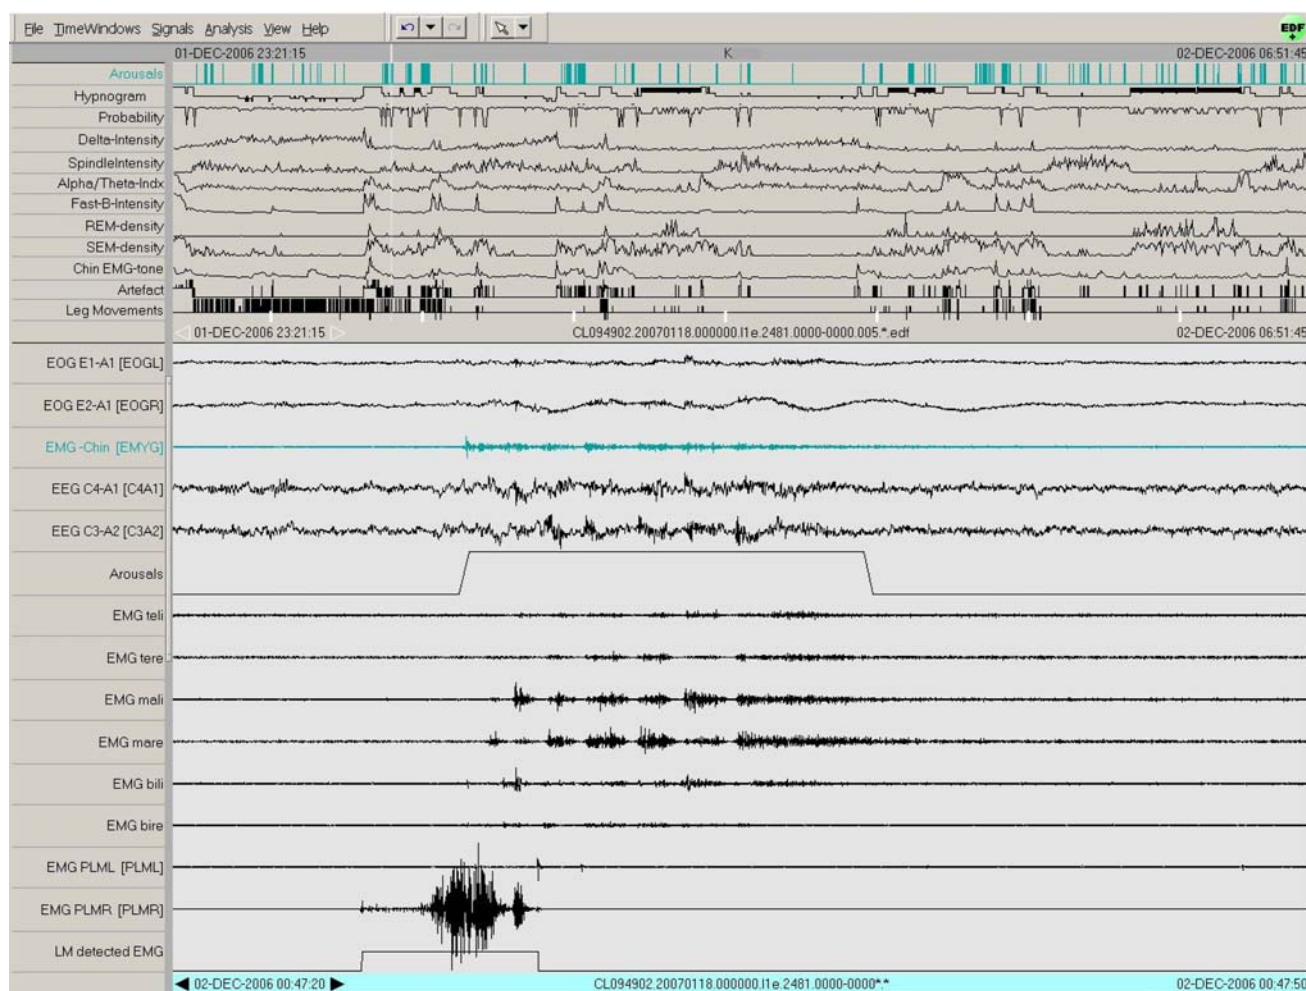 File TimeWindows Signals Analysis View Help EDF+
01-DEC-2006 23:21:15 K 02-DEC-2006 06:51:45
Arousals
Hypnogram
Probability
Delta-Intensity
SpindleIntensity
Alpha/Theta-Indx
Fast-B-Intensity
REM-density
SEM-density
Chin EMG-tone
Artefact
Leg Movements
01-DEC-2006 23:21:15 CL094902.20070118.000000.l1e.2481.0000-0000.005.*.edf 02-DEC-2006 06:51:45
EOG E1-A1 [EOGL]
EOG E2-A1 [EOGR]
EMG-Chin [EMYG]
EEG C4-A1 [C4A1]
EEG C3-A2 [C3A2]
Arousals
EMG teli
EMG tere
EMG mali
EMG mare
EMG bili
EMG bire
EMG PLML [PLML]
EMG PLMR [PLMR]
LM detected EMG
02-DEC-2006 00:47:20 CL094902.20070118.000000.l1e.2481.0000-0000*.* 02-DEC-2006 00:47:50